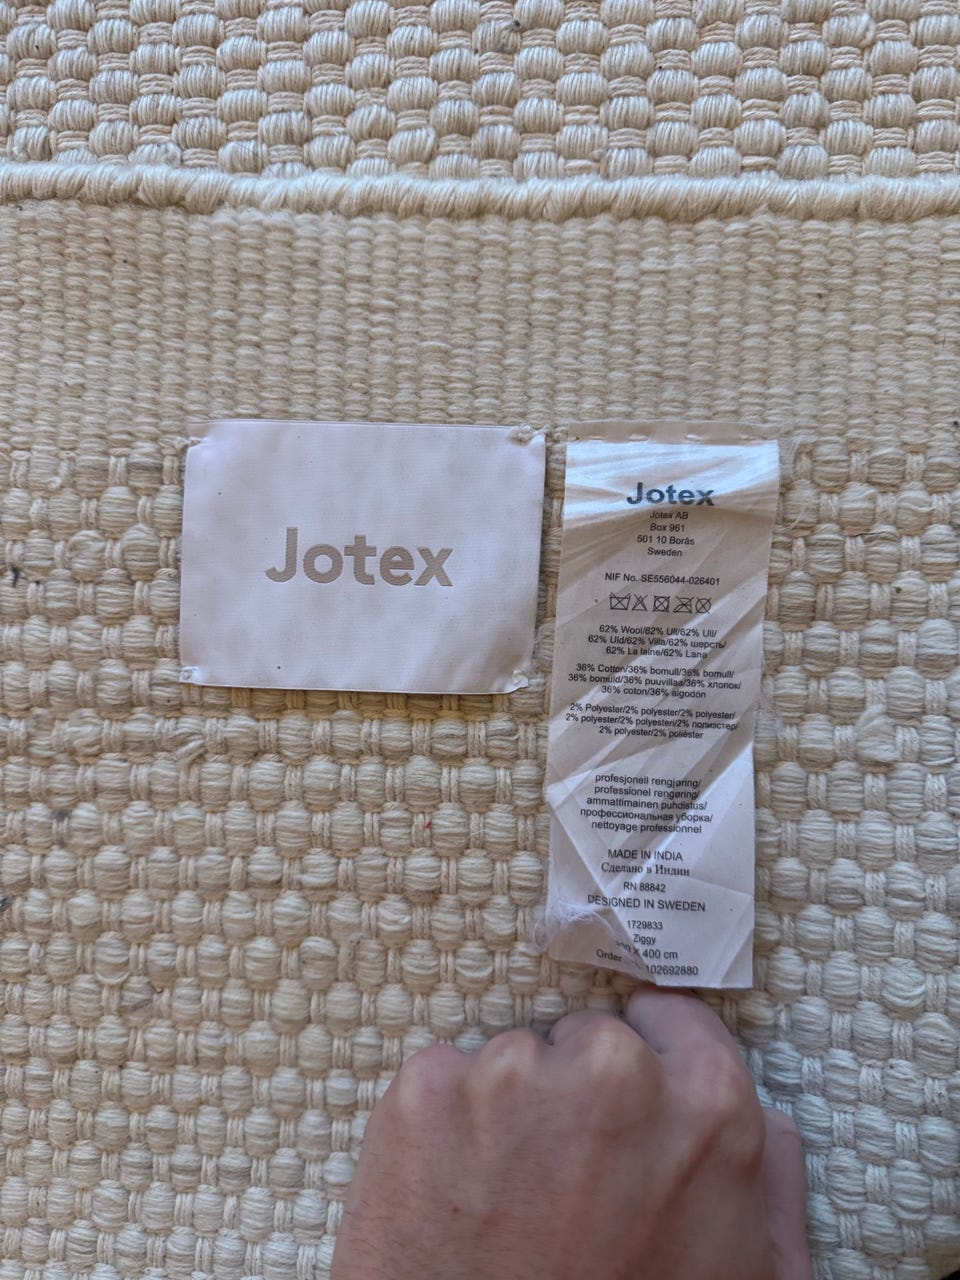 Jotex
Jotex
Jotex AB
Box 961
501 10 Borås
Sweden
NIF No. SE556044-026401
62% Wool/62% Ull/62% Ull/
62% Uld/62% Villa/62% шерсть/
62% La laine/62% Lana
36% Cotton/36% bomull/36% bomull/
36% bomuld/36% puuvillaa/36% хлопок/
36% coton/36% algodón
2% Polyester/2% polyester/2% polyester/
2% polyester/2% polyesteri/2% полиэстер/
2% polyester/2% poliéster
profesjonell rengjøring/
professionel rengøring/
ammattimainen puhdistus/
профессиональная уборка/
nettoyage professionnel
MADE IN INDIA
Сделано в Индии
RN 88842
DESIGNED IN SWEDEN
1729833
Ziggy
X 400 cm
Order 102692880